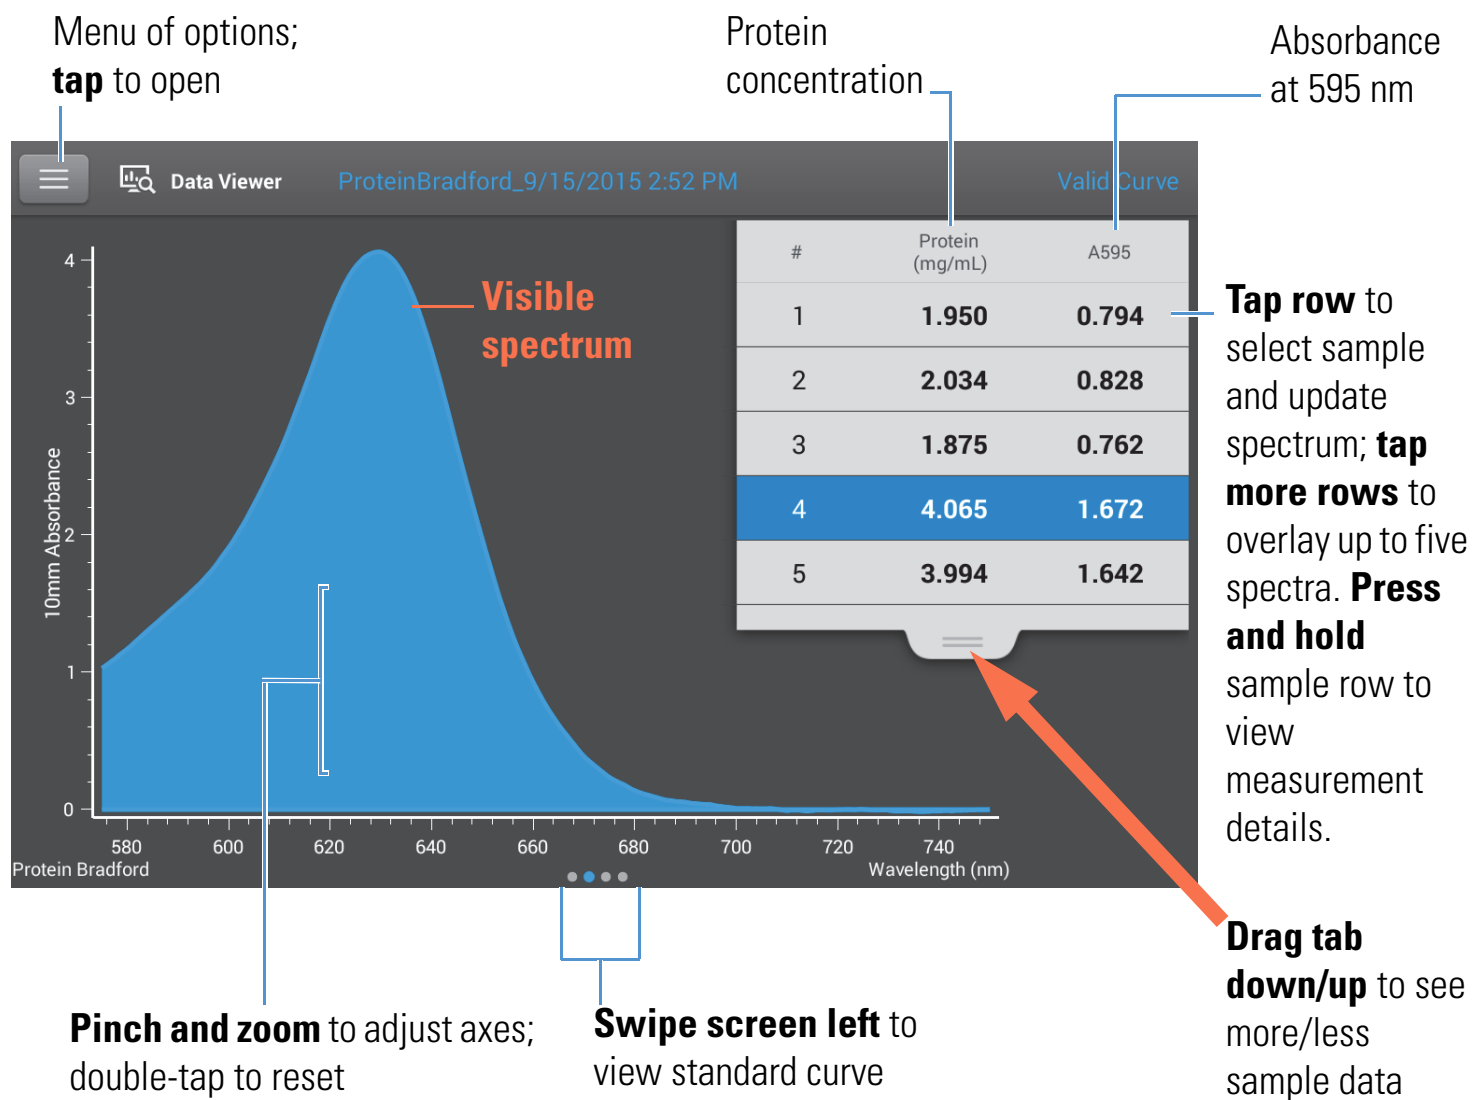 Menu of options;
tap to open
Protein
concentration
Absorbance
at 595 nm
Data Viewer
ProteinBradford_9/15/2015 2:52 PM
Valid Curve
# Protein (mg/mL) A595
1 1.950 0.794
2 2.034 0.828
3 1.875 0.762
4 4.065 1.672
5 3.994 1.642
Visible
spectrum
10mm Absorbance
4
3
2
1
0
580 600 620 640 660 680 700 720 740
Protein Bradford
Wavelength (nm)
Tap row to
select sample
and update
spectrum; tap
more rows to
overlay up to five
spectra. Press
and hold
sample row to
view
measurement
details.
Drag tab
down/up to see
more/less
sample data
Pinch and zoom to adjust axes;
double-tap to reset
Swipe screen left to
view standard curve